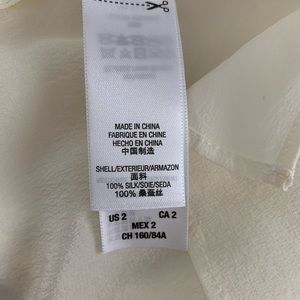 MADE IN CHINA
FABRIQUE EN CHINE
HECHO EN CHINA
中国制造
SHELL/EXTERIEUR/ARMAZON
面料
100% SILK/SOIE/SEDA
100% 桑蚕丝
US 2 CA 2
MEX 2
CH 160/84A